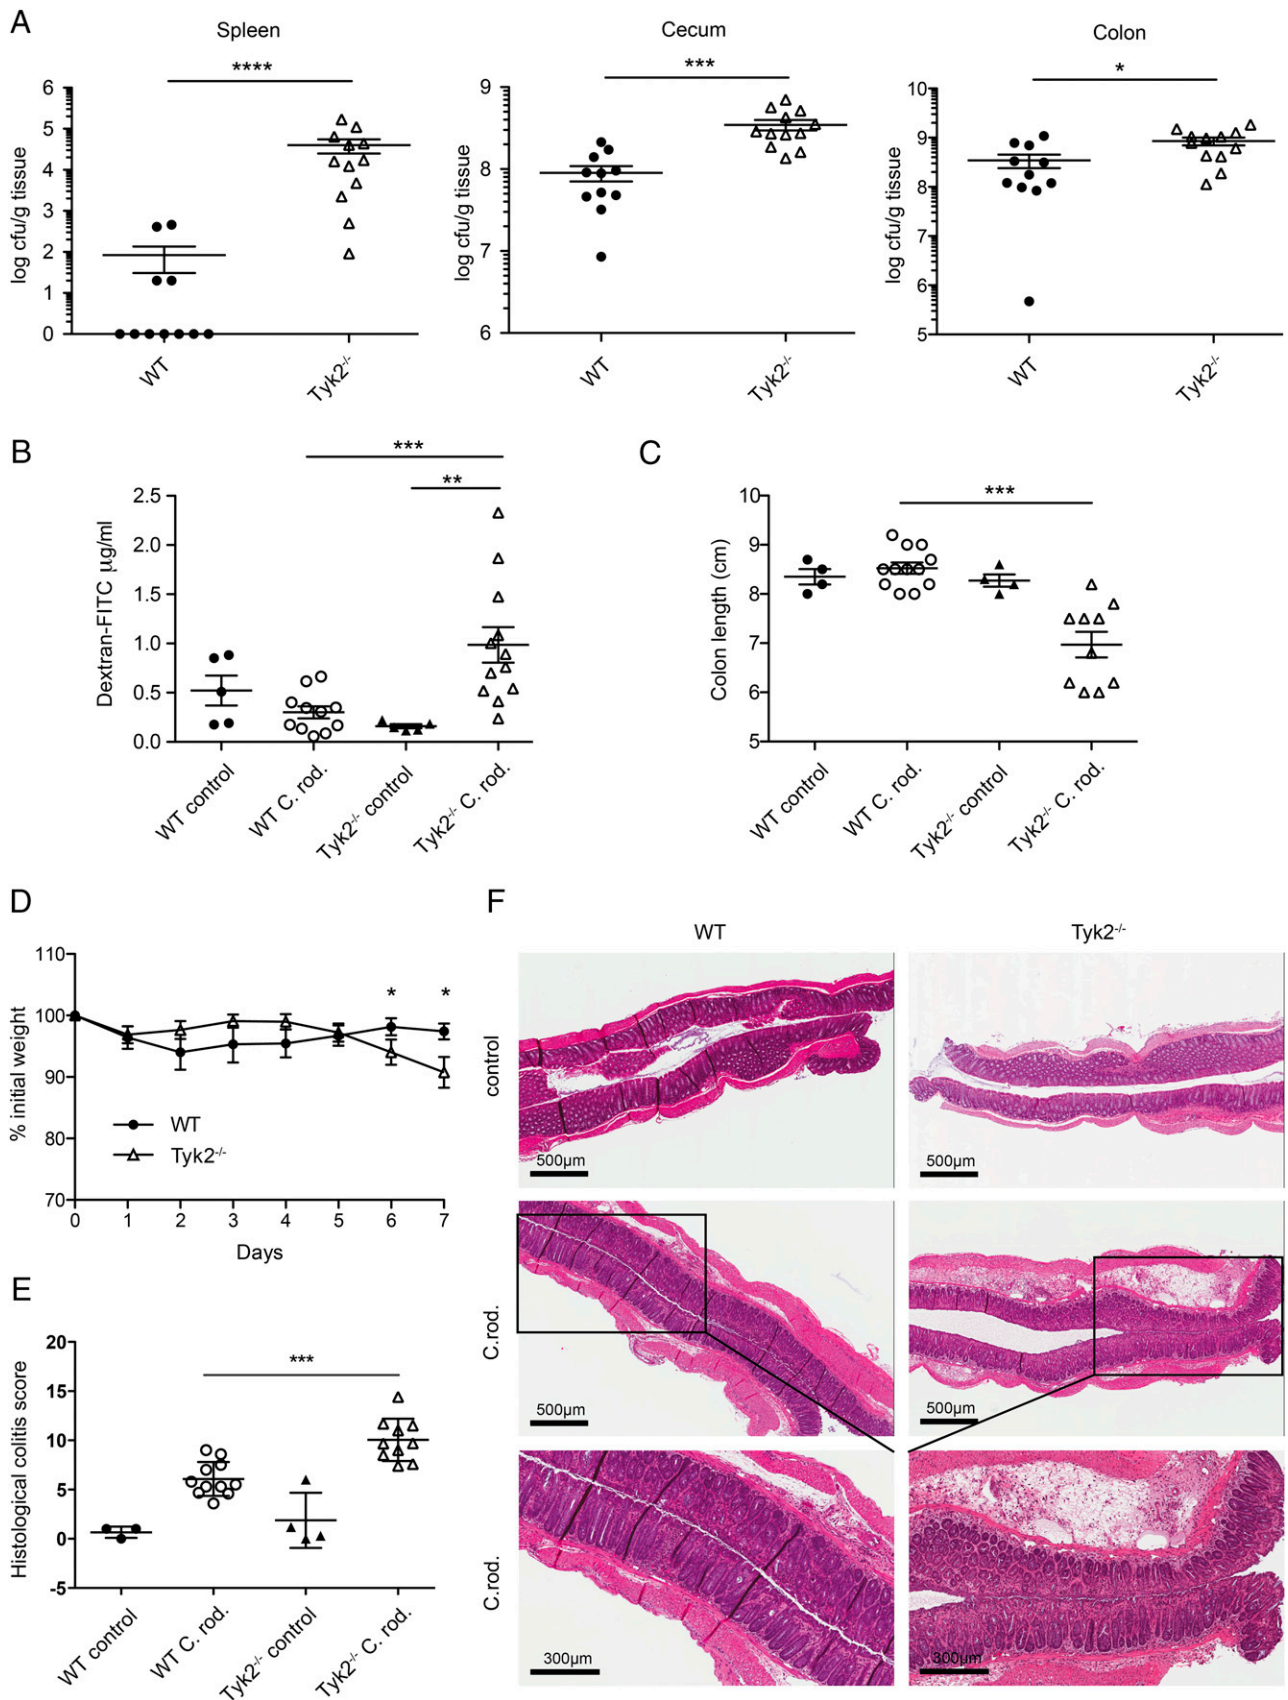 A
Spleen
Cecum
Colon
****
***
*
log cfu/g tissue
6
5
4
3
2
1
0
WT
Tyk2-/-
log cfu/g tissue
9
8
7
6
WT
Tyk2-/-
log cfu/g tissue
10
9
8
7
6
5
WT
Tyk2-/-
B
***
**
Dextran-FITC µg/ml
2.5
2.0
1.5
1.0
0.5
0.0
WT control
WT C. rod.
Tyk2-/- control
Tyk2-/- C. rod.
C
***
Colon length (cm)
10
9
8
7
6
5
WT control
WT C. rod.
Tyk2-/- control
Tyk2-/- C. rod.
D
% initial weight
110
100
90
80
70
* *
WT
Tyk2-/-
0 1 2 3 4 5 6 7
Days
E
***
Histological colitis score
20
15
10
5
0
-5
WT control
WT C. rod.
Tyk2-/- control
Tyk2-/- C. rod.
F
WT
Tyk2-/-
control
500µm
500µm
C.rod.
500µm
500µm
C.rod.
300µm
300µm